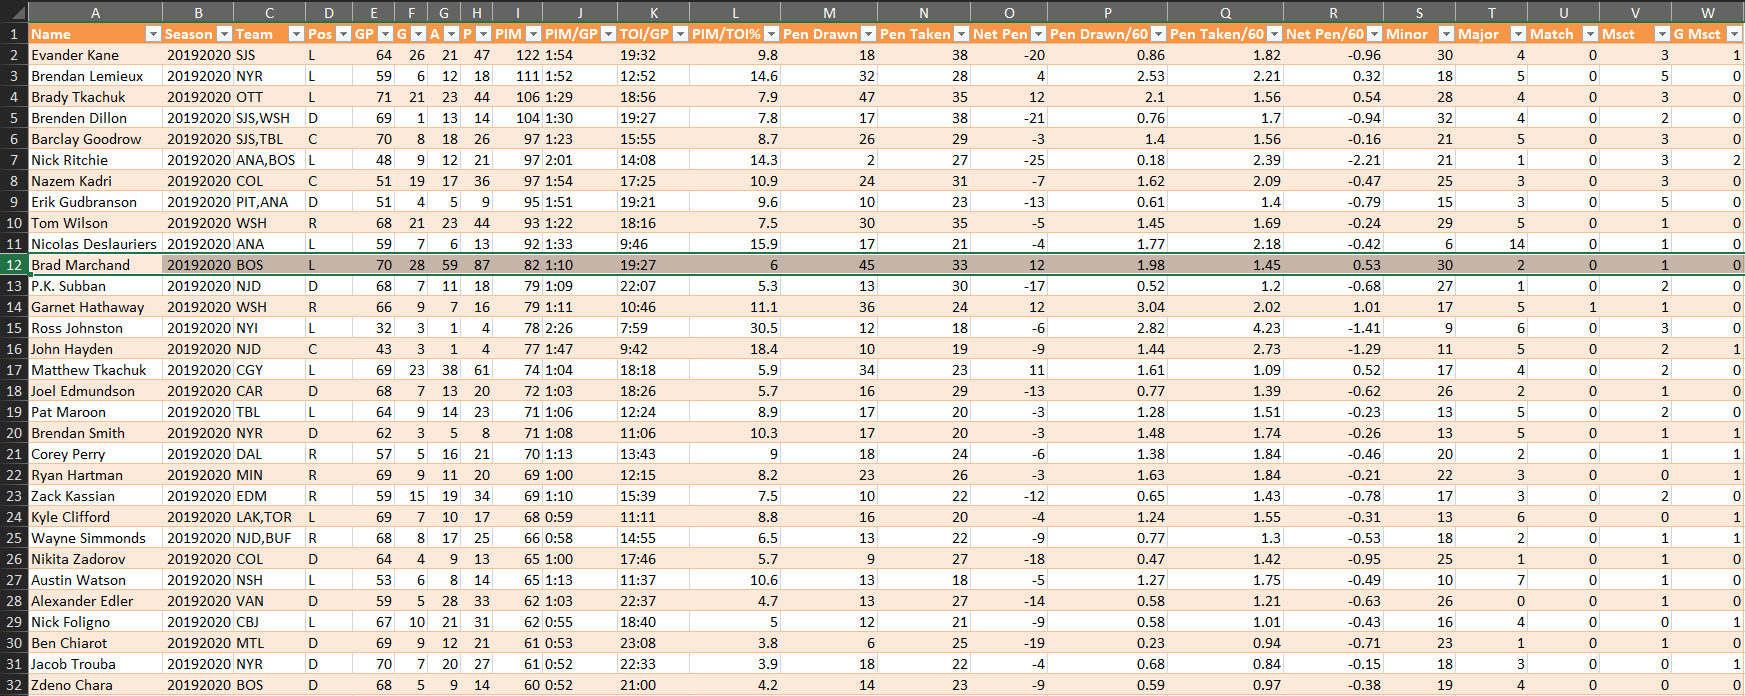 A B C D E F G H I J K L M N O P Q R S T U V W
1 Name Season Team Pos GP G A P PIM PIM/GP TOI/GP PIM/TOI% Pen Drawn Pen Taken Net Pen Pen Drawn/60 Pen Taken/60 Net Pen/60 Minor Major Match Msct G Msct
2 Evander Kane 20192020 SJS L 64 26 21 47 122 1:54 19:32 9.8 18 38 -20 0.86 1.82 -0.96 30 4 0 3 1
3 Brendan Lemieux 20192020 NYR L 59 6 12 18 111 1:52 12:52 14.6 32 28 4 2.53 2.21 0.32 18 5 0 5 0
4 Brady Tkachuk 20192020 OTT L 71 21 23 44 106 1:29 18:56 7.9 47 35 12 2.1 1.56 0.54 28 4 0 3 0
5 Brenden Dillon 20192020 SJS,WSH D 69 1 13 14 104 1:30 19:27 7.8 17 38 -21 0.76 1.7 -0.94 32 4 0 2 0
6 Barclay Goodrow 20192020 SJS,TBL C 70 8 18 26 97 1:23 15:55 8.7 26 29 -3 1.4 1.56 -0.16 21 5 0 3 0
7 Nick Ritchie 20192020 ANA,BOS L 48 9 12 21 97 2:01 14:08 14.3 2 27 -25 0.18 2.39 -2.21 21 1 0 3 2
8 Nazem Kadri 20192020 COL C 51 19 17 36 97 1:54 17:25 10.9 24 31 -7 1.62 2.09 -0.47 25 3 0 3 0
9 Erik Gudbranson 20192020 PIT,ANA D 51 4 5 9 95 1:51 19:21 9.6 10 23 -13 0.61 1.4 -0.79 15 3 0 5 0
10 Tom Wilson 20192020 WSH R 68 21 23 44 93 1:22 18:16 7.5 30 35 -5 1.45 1.69 -0.24 29 5 0 1 0
11 Nicolas Deslauriers 20192020 ANA L 59 7 6 13 92 1:33 9:46 15.9 17 21 -4 1.77 2.18 -0.42 6 14 0 1 0
12 Brad Marchand 20192020 BOS L 70 28 59 87 82 1:10 19:27 6 45 33 12 1.98 1.45 0.53 30 2 0 1 0
13 P.K. Subban 20192020 NJD D 68 7 11 18 79 1:09 22:07 5.3 13 30 -17 0.52 1.2 -0.68 27 1 0 2 0
14 Garnet Hathaway 20192020 WSH R 66 9 7 16 79 1:11 10:46 11.1 36 24 12 3.04 2.02 1.01 17 5 1 1 0
15 Ross Johnston 20192020 NYI L 32 3 1 4 78 2:26 7:59 30.5 12 18 -6 2.82 4.23 -1.41 9 6 0 3 0
16 John Hayden 20192020 NJD C 43 3 1 4 77 1:47 9:42 18.4 10 19 -9 1.44 2.73 -1.29 11 5 0 2 1
17 Matthew Tkachuk 20192020 CGY L 69 23 38 61 74 1:04 18:18 5.9 34 23 11 1.61 1.09 0.52 17 4 0 2 0
18 Joel Edmundson 20192020 CAR D 68 7 13 20 72 1:03 18:26 5.7 16 29 -13 0.77 1.39 -0.62 26 2 0 1 0
19 Pat Maroon 20192020 TBL L 64 9 14 23 71 1:06 12:24 8.9 17 20 -3 1.28 1.51 -0.23 13 5 0 2 0
20 Brendan Smith 20192020 NYR D 62 3 5 8 71 1:08 11:06 10.3 17 20 -3 1.48 1.74 -0.26 13 5 0 1 1
21 Corey Perry 20192020 DAL R 57 5 16 21 70 1:13 13:43 9 18 24 -6 1.38 1.84 -0.46 20 2 0 1 1
22 Ryan Hartman 20192020 MIN R 69 9 11 20 69 1:00 12:15 8.2 23 26 -3 1.63 1.84 -0.21 22 3 0 0 1
23 Zack Kassian 20192020 EDM R 59 15 19 34 69 1:10 15:39 7.5 10 22 -12 0.65 1.43 -0.78 17 3 0 2 0
24 Kyle Clifford 20192020 LAK,TOR L 69 7 10 17 68 0:59 11:11 8.8 16 20 -4 1.24 1.55 -0.31 13 6 0 0 1
25 Wayne Simmonds 20192020 NJD,BUF R 68 8 17 25 66 0:58 14:55 6.5 13 22 -9 0.77 1.3 -0.53 18 2 0 1 1
26 Nikita Zadorov 20192020 COL D 64 4 9 13 65 1:00 17:46 5.7 9 27 -18 0.47 1.42 -0.95 25 1 0 1 0
27 Austin Watson 20192020 NSH L 53 6 8 14 65 1:13 11:37 10.6 13 18 -5 1.27 1.75 -0.49 10 7 0 1 0
28 Alexander Edler 20192020 VAN D 59 5 28 33 62 1:03 22:37 4.7 13 27 -14 0.58 1.21 -0.63 26 0 0 1 0
29 Nick Foligno 20192020 CBJ L 67 10 21 31 62 0:55 18:40 5 12 21 -9 0.58 1.01 -0.43 16 4 0 0 1
30 Ben Chiarot 20192020 MTL D 69 9 12 21 61 0:53 23:08 3.8 6 25 -19 0.23 0.94 -0.71 23 1 0 1 0
31 Jacob Trouba 20192020 NYR D 70 7 20 27 61 0:52 22:33 3.9 18 22 -4 0.68 0.84 -0.15 18 3 0 0 1
32 Zdeno Chara 20192020 BOS D 68 5 9 14 60 0:52 21:00 4.2 14 23 -9 0.59 0.97 -0.38 19 4 0 0 0